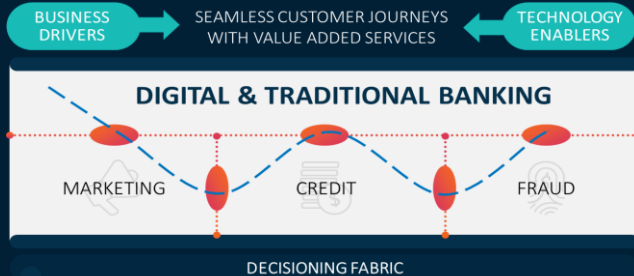 BUSINESS
DRIVERS
SEAMLESS CUSTOMER JOURNEYS
WITH VALUE ADDED SERVICES
TECHNOLOGY
ENABLERS
DIGITAL & TRADITIONAL BANKING
MARKETING
CREDIT
FRAUD
DECISIONING FABRIC